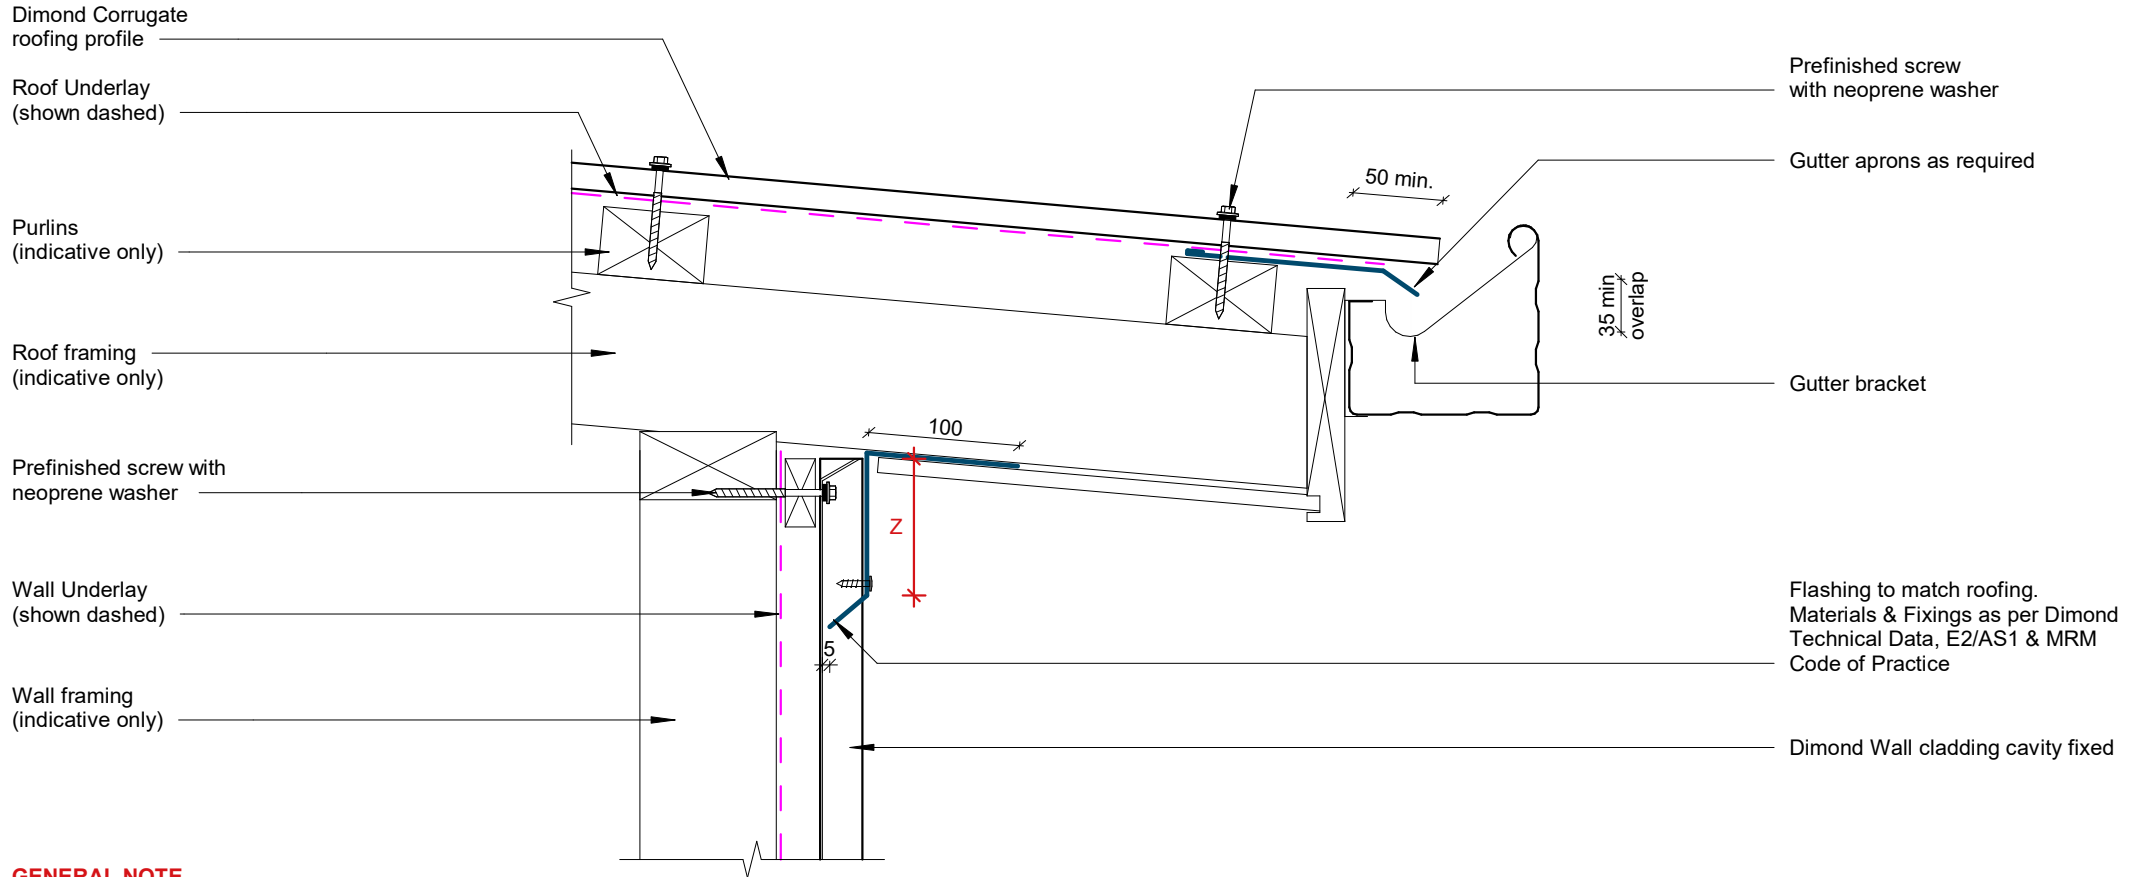 Dimond Corrugate
roofing profile
Roof Underlay
(shown dashed)
Purlins
(indicative only)
Roof framing
(indicative only)
Prefinished screw with
neoprene washer
Wall Underlay
(shown dashed)
Wall framing
(indicative only)
GENERAL NOTE
50 min.
35 min
overlap
100
Z
5
Prefinished screw
with neoprene washer
Gutter aprons as required
Gutter bracket
Flashing to match roofing.
Materials & Fixings as per Dimond
Technical Data, E2/AS1 & MRM
Code of Practice
Dimond Wall cladding cavity fixed